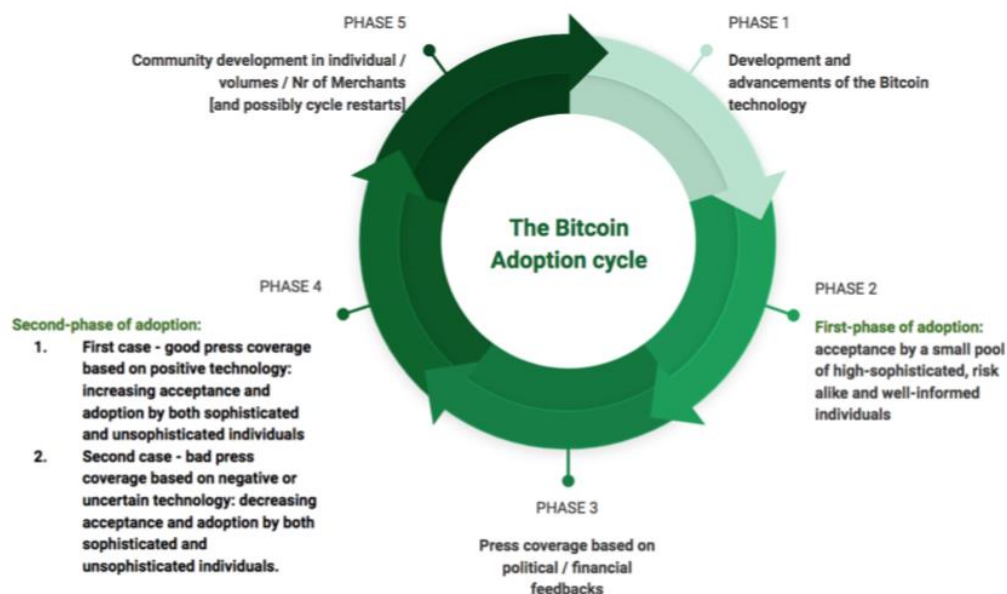 The Bitcoin
Adoption cycle
PHASE 1
Development and
advancements of the Bitcoin
technology
PHASE 2
First-phase of adoption:
acceptance by a small pool
of high-sophisticated, risk
alike and well-informed
individuals
PHASE 3
Press coverage based on
political / financial
feedbacks
PHASE 4
Second-phase of adoption:
1. First case - good press coverage
based on positive technology:
increasing acceptance and
adoption by both sophisticated
and unsophisticated individuals
2. Second case - bad press
coverage based on negative or
uncertain technology: decreasing
acceptance and adoption by both
sophisticated and
unsophisticated individuals.
PHASE 5
Community development in individual /
volumes / Nr of Merchants
[and possibly cycle restarts]